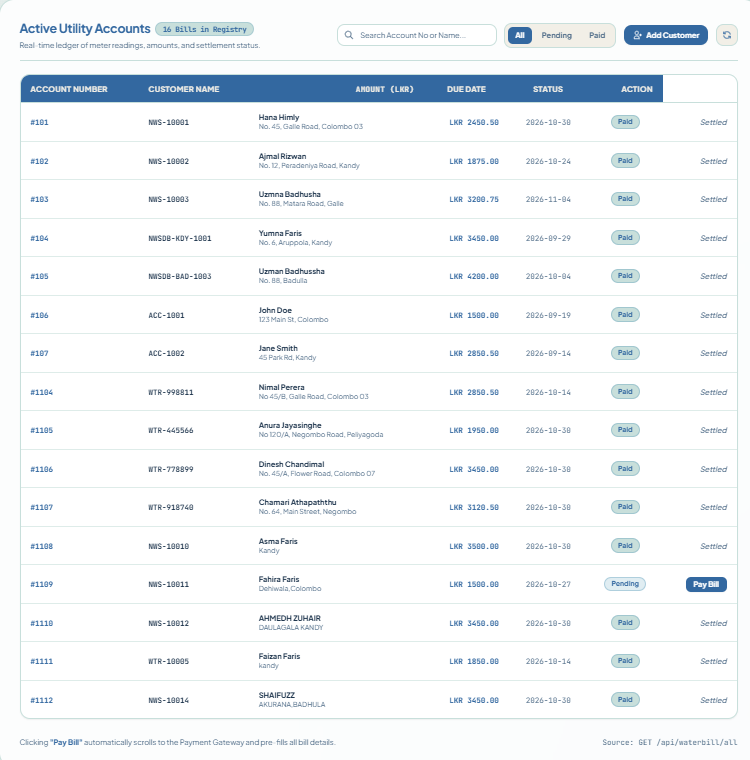 Active Utility Accounts 16 Bills in Registry
Real-time ledger of meter readings, amounts, and settlement status.
Search Account No or Name... All Pending Paid Add Customer
ACCOUNT NUMBER CUSTOMER NAME AMOUNT (LKR) DUE DATE STATUS ACTION
#101 NWS-10001 Hana Himly LKR 2450.50 2026-10-30 Paid Settled
No. 45, Galle Road, Colombo 03
#102 NWS-10002 Ajmal Rizwan LKR 1875.00 2026-10-24 Paid Settled
No. 12, Peradeniya Road, Kandy
#103 NWS-10003 Uzmna Badhusha LKR 3200.75 2026-11-04 Paid Settled
No. 88, Matara Road, Galle
#104 NWSDB-KDY-1001 Yumna Faris LKR 3450.00 2026-09-29 Paid Settled
No. 6, Aruppola, Kandy
#105 NWSDB-BAD-1003 Uzman Badhussha LKR 4200.00 2026-10-04 Paid Settled
No. 88, Badulla
#106 ACC-1001 John Doe LKR 1500.00 2026-09-19 Paid Settled
123 Main St, Colombo
#107 ACC-1002 Jane Smith LKR 2850.50 2026-09-14 Paid Settled
45 Park Rd, Kandy
#1104 WTR-998811 Nimal Perera LKR 2850.50 2026-10-14 Paid Settled
No 45/B, Galle Road, Colombo 03
#1105 WTR-445566 Anura Jayasinghe LKR 1950.00 2026-10-30 Paid Settled
No 120/A, Negombo Road, Peliyagoda
#1106 WTR-778899 Dinesh Chandimal LKR 3450.00 2026-10-30 Paid Settled
No. 45/A, Flower Road, Colombo 07
#1107 WTR-918740 Chamari Athapaththu LKR 3120.50 2026-10-30 Paid Settled
No. 64, Main Street, Negombo
#1108 NWS-10010 Asma Faris LKR 3500.00 2026-10-30 Paid Settled
Kandy
#1109 NWS-10011 Fahira Faris LKR 1500.00 2026-10-27 Pending Pay Bill
Dehiwala,Colombo
#1110 NWS-10012 AHMEDH ZUHAIR LKR 3450.00 2026-10-30 Paid Settled
DAULAGALA KANDY
#1111 WTR-10005 Faizan Faris LKR 1850.00 2026-10-14 Paid Settled
kandy
#1112 NWS-10014 SHAIFUZZ LKR 3450.00 2026-10-30 Paid Settled
AKURANA,BADHULA
Clicking "Pay Bill" automatically scrolls to the Payment Gateway and pre-fills all bill details. Source: GET /api/waterbill/all